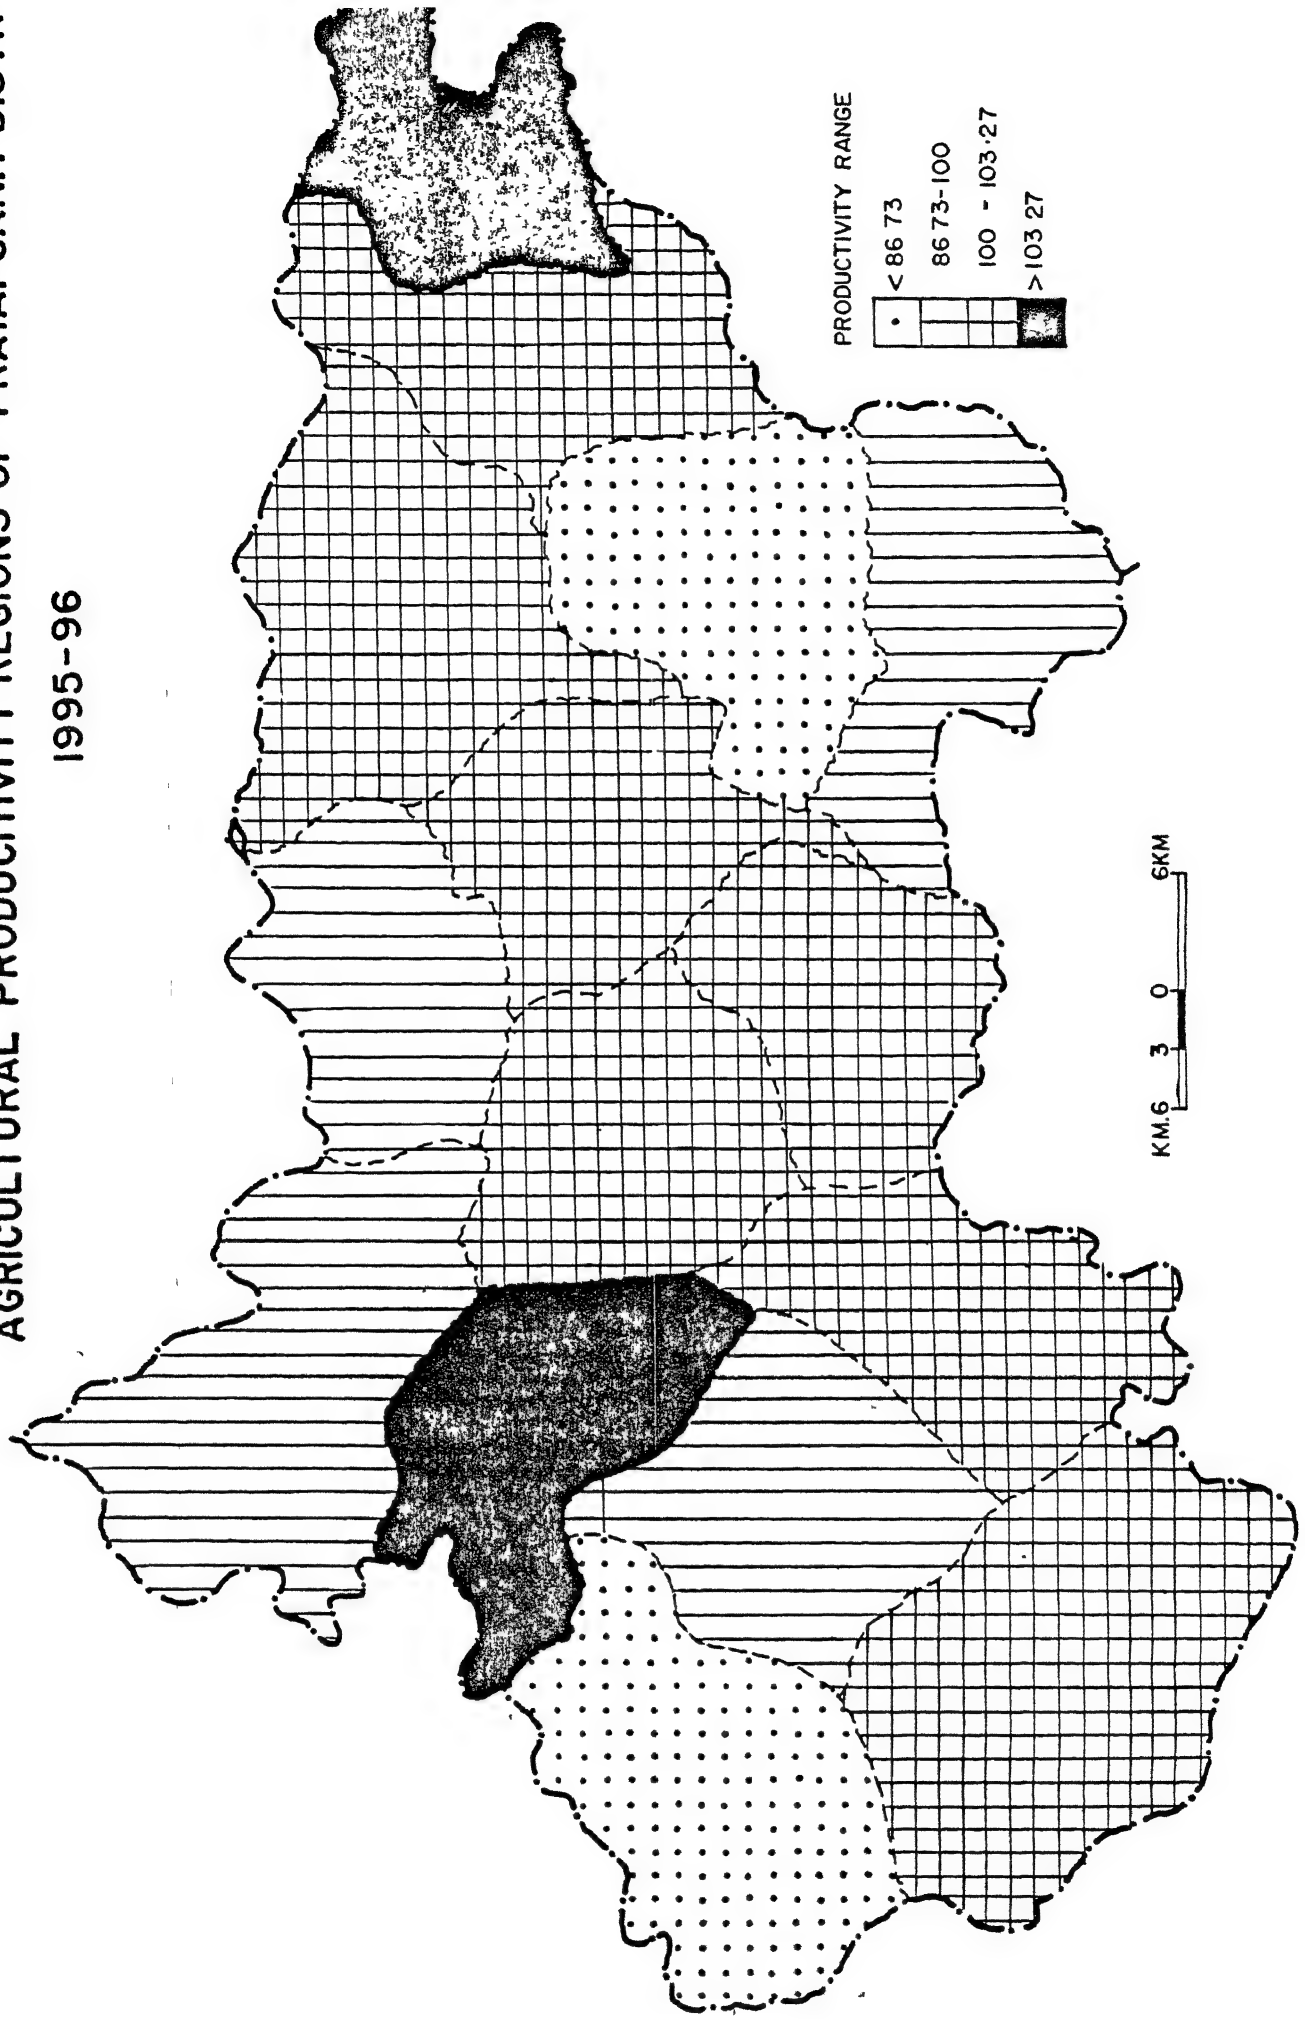 AGRICULTURAL PRODUCTIVITY REGIONS OF
1995-96
PRODUCTIVITY RANGE
< 86 73
86 73-100
100 - 103·27
>103 27
KM.6 3 0 6KM